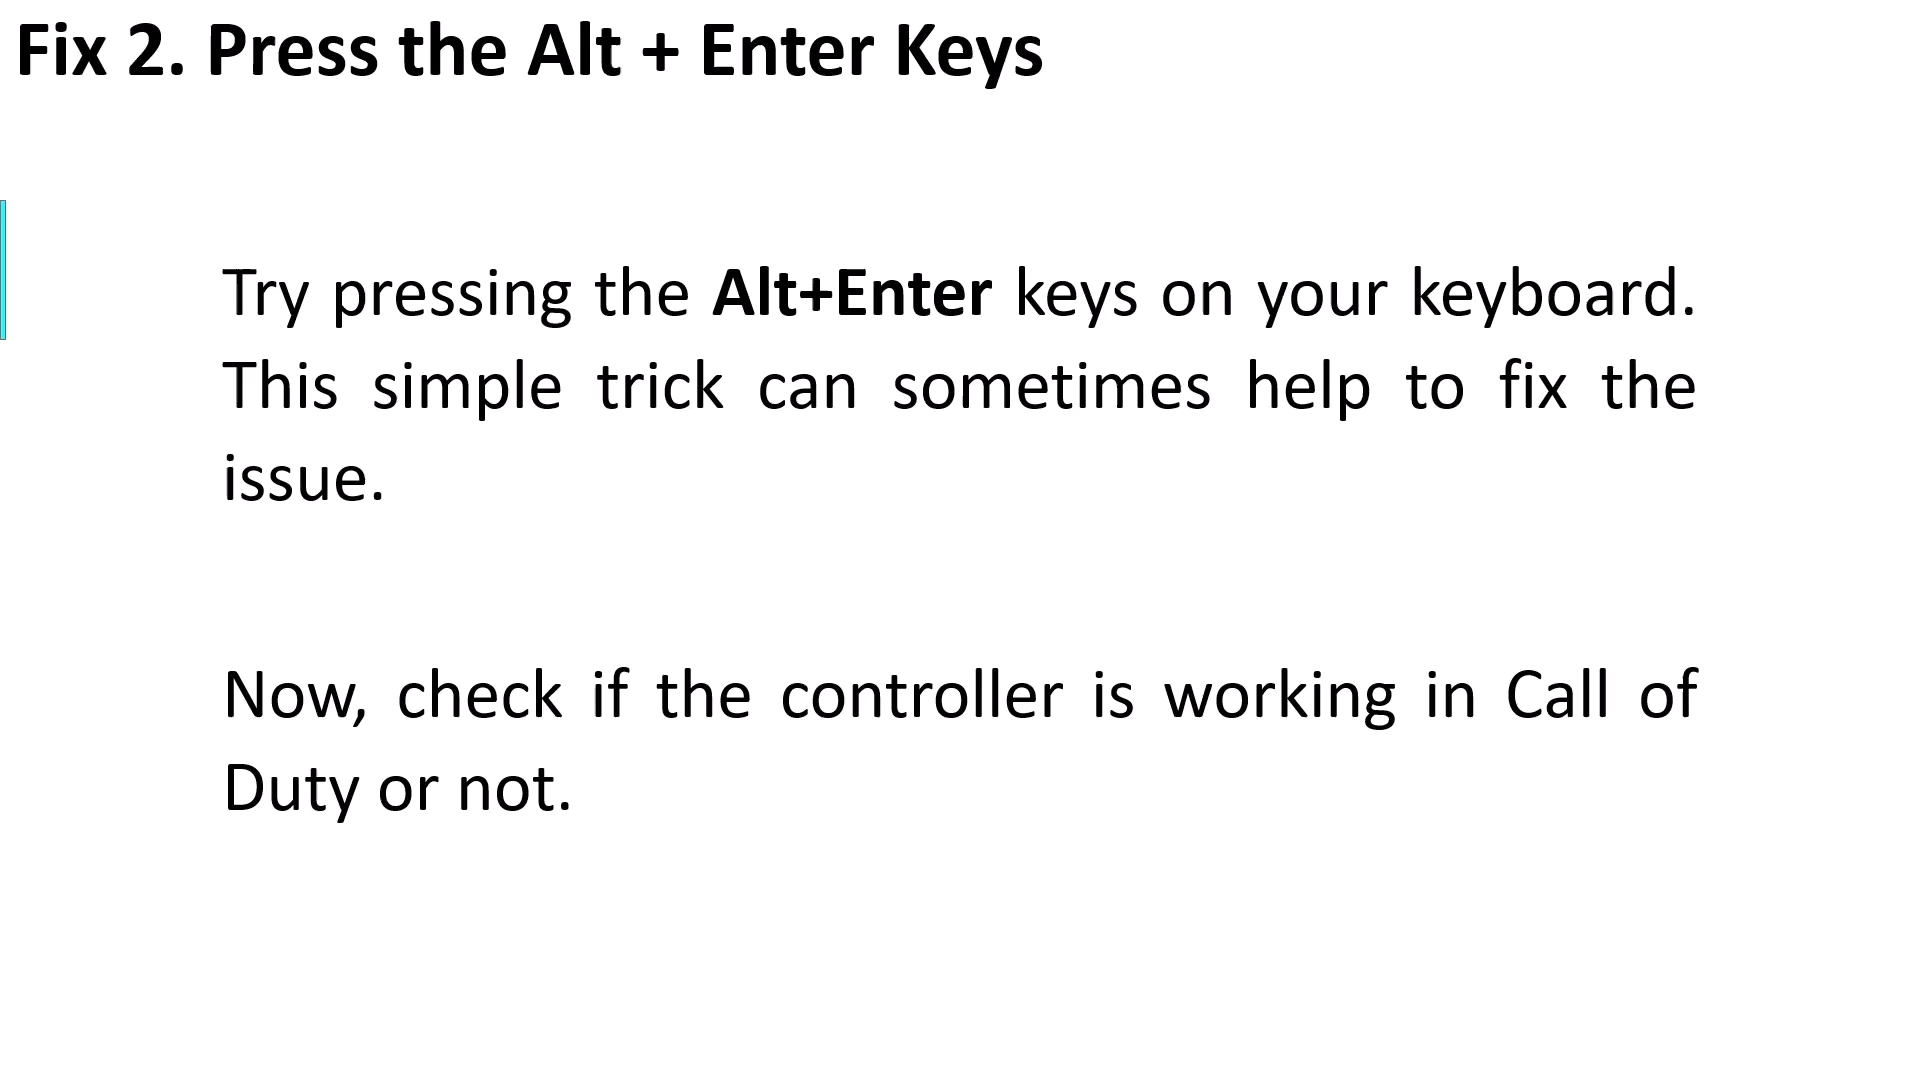 Fix 2. Press the Alt + Enter Keys
Try pressing the Alt+Enter keys on your keyboard.
This simple trick can sometimes help to fix the
issue.
Now, check if the controller is working in Call of
Duty or not.